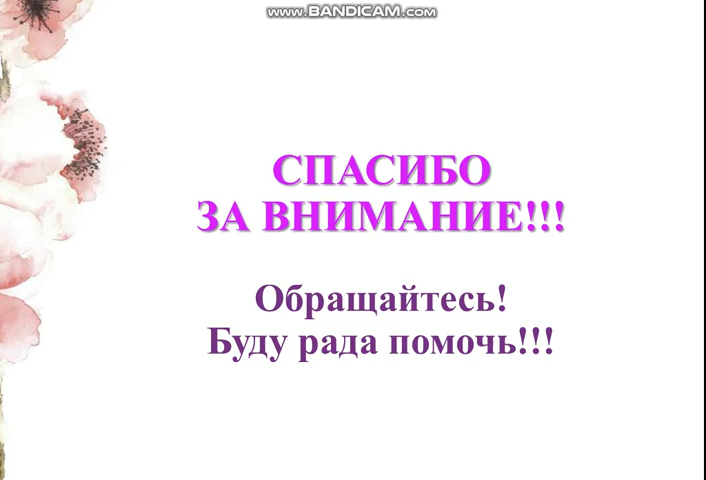 www.BANDICAM.com
СПАСИБО
ЗА ВНИМАНИЕ!!!
Обращайтесь!
Буду рада помочь!!!